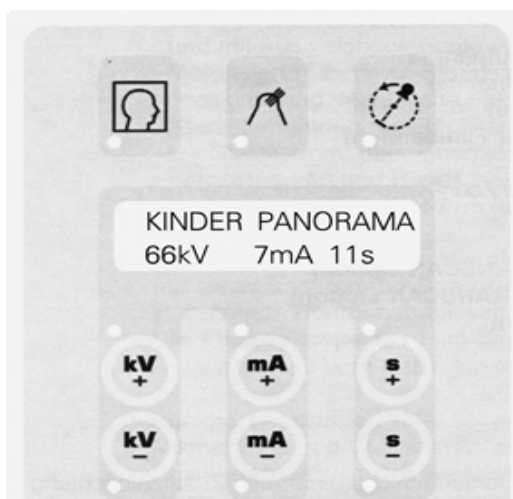 KINDER PANORAMA
66kV 7mA 11s
kV + mA + s +
kV - mA - s -